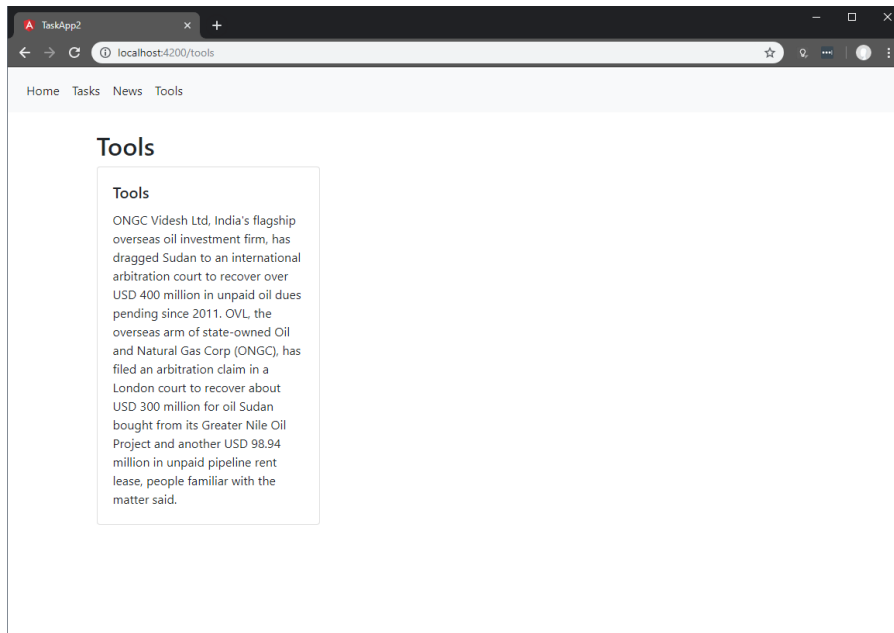 TaskApp2
localhost:4200/tools
Home Tasks News Tools
Tools
Tools
ONGC Videsh Ltd, India's flagship
overseas oil investment firm, has
dragged Sudan to an international
arbitration court to recover over
USD 400 million in unpaid oil dues
pending since 2011. OVL, the
overseas arm of state-owned Oil
and Natural Gas Corp (ONGC), has
filed an arbitration claim in a
London court to recover about
USD 300 million for oil Sudan
bought from its Greater Nile Oil
Project and another USD 98.94
million in unpaid pipeline rent
lease, people familiar with the
matter said.